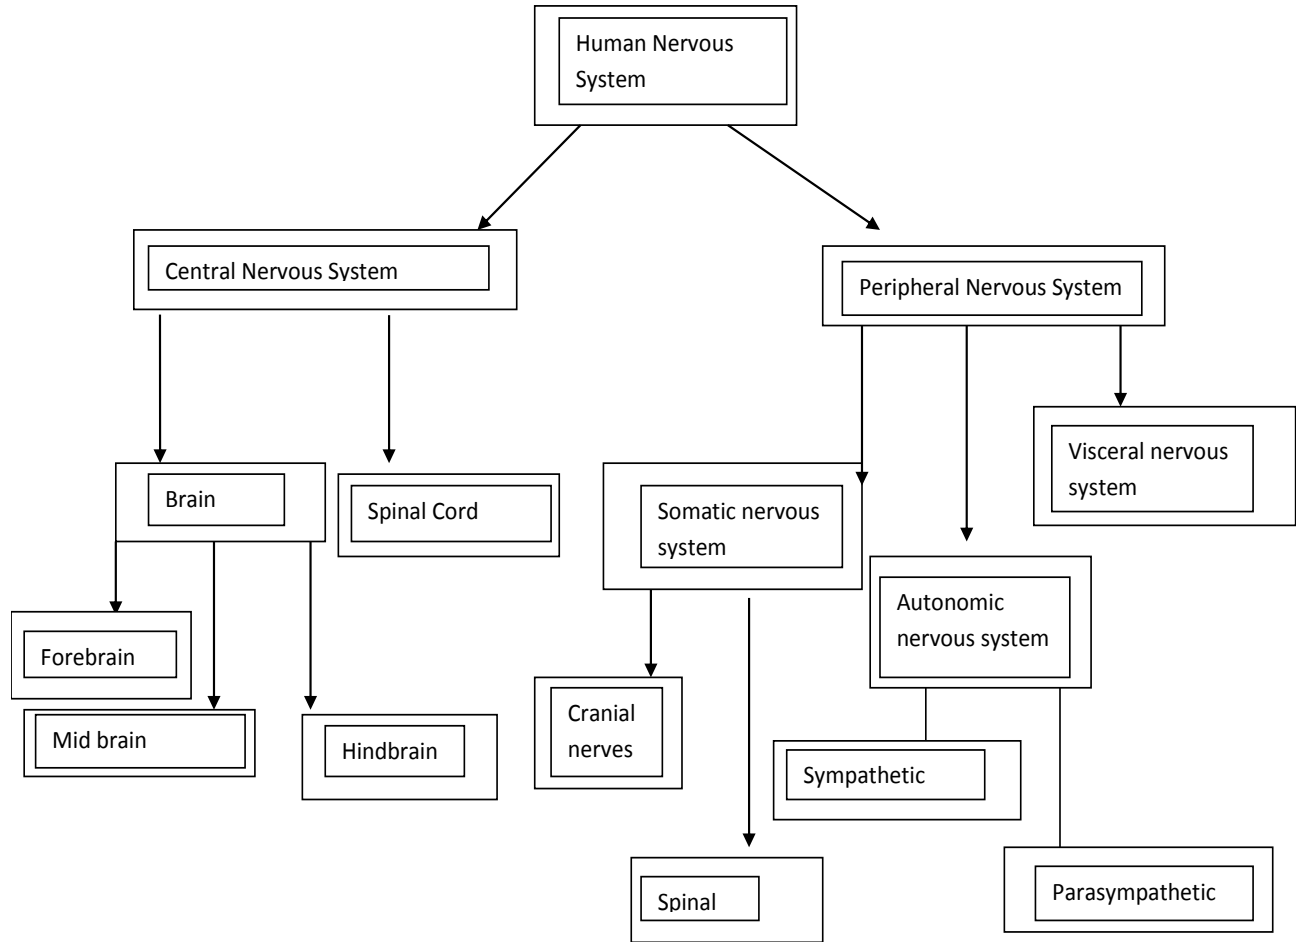 Human Nervous
System
Central Nervous System
Peripheral Nervous System
Brain
Spinal Cord
Somatic nervous
system
Visceral nervous
system
Autonomic
nervous system
Forebrain
Mid brain
Hindbrain
Cranial
nerves
Sympathetic
Spinal
Parasympathetic